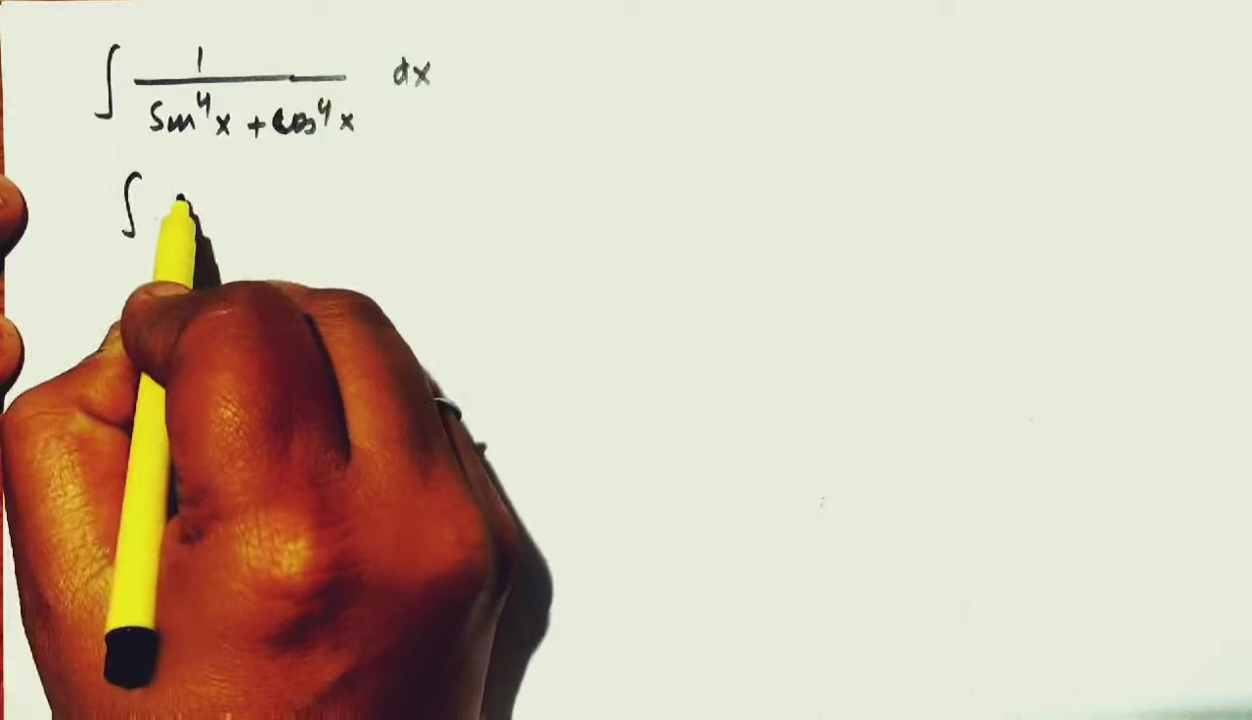 ∫ 1 / (sin⁴x + cos⁴x) dx
∫